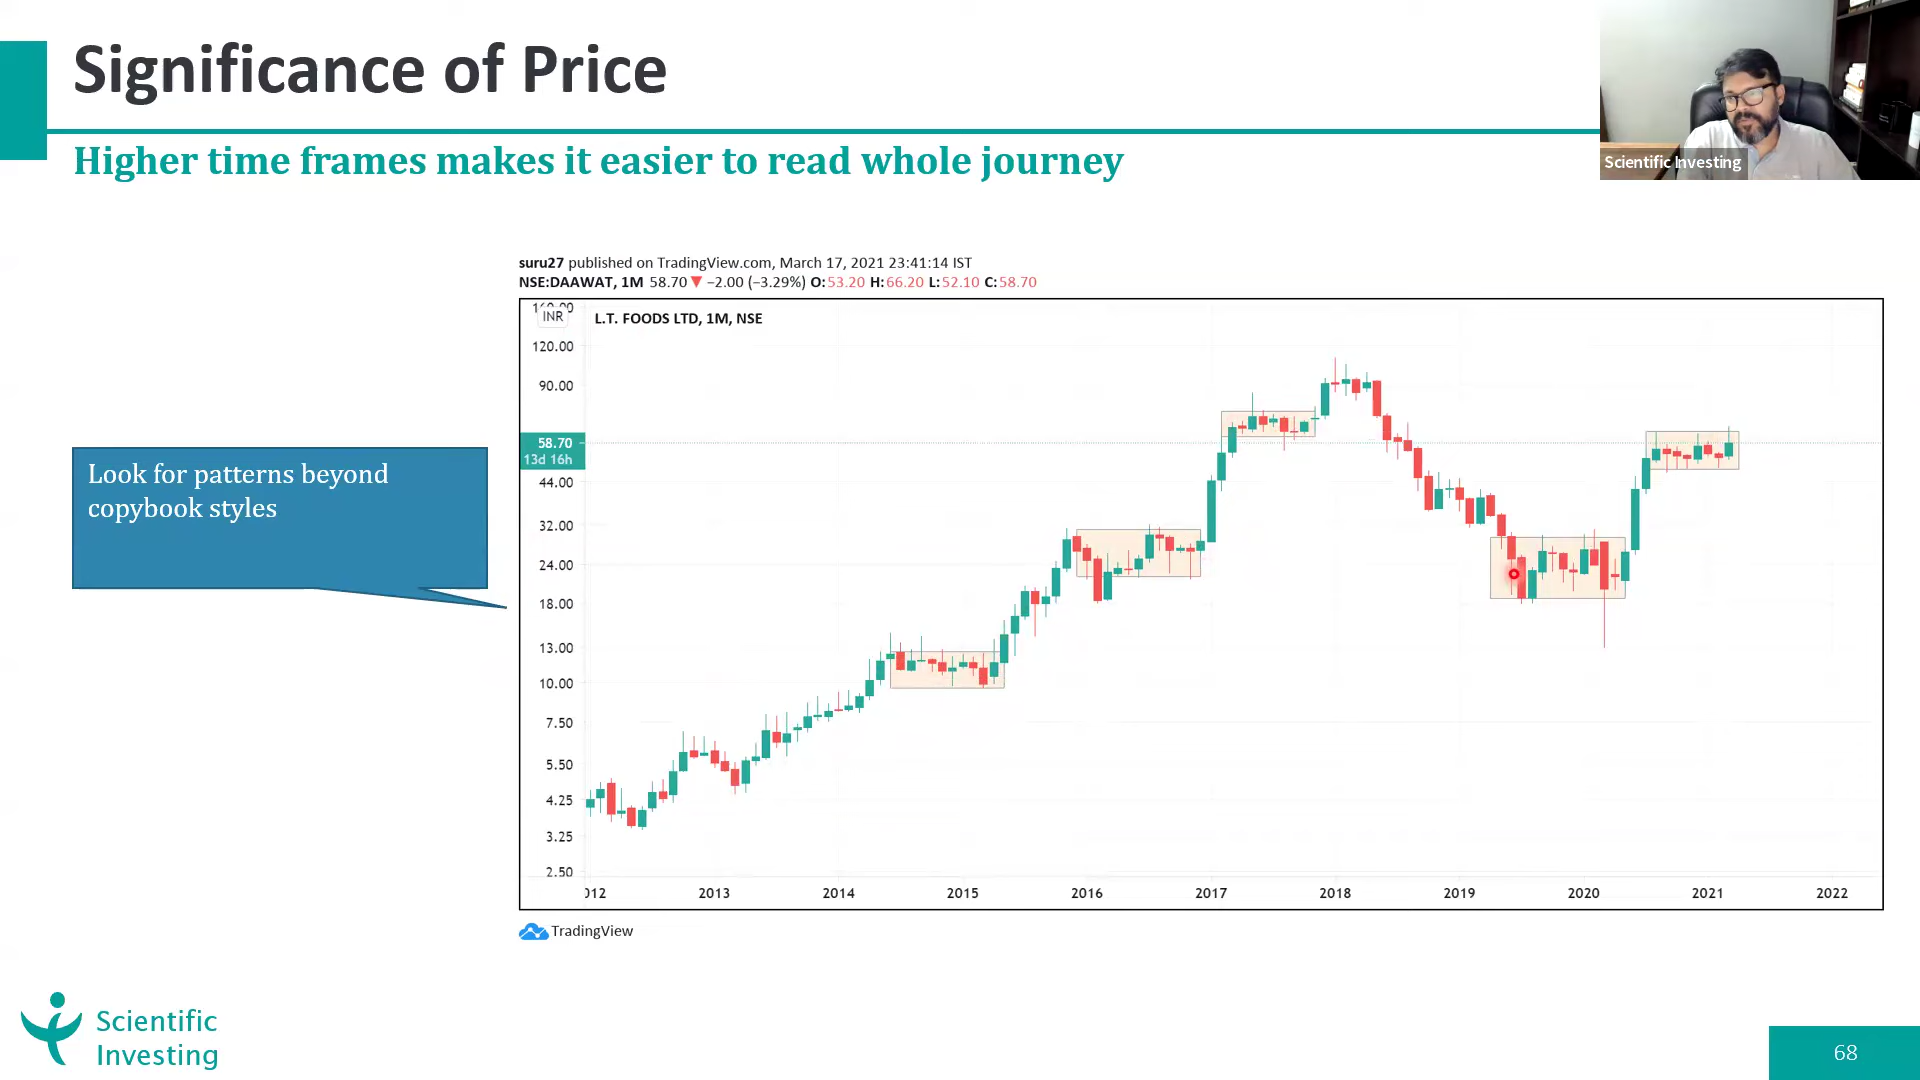 Significance of Price
Higher time frames makes it easier to read whole journey
Scientific Investing
suru27 published on TradingView.com, March 17, 2021 23:41:14 IST
NSE:DAAWAT, 1M 58.70 ▼ −2.00 (−3.29%) O:53.20 H:66.20 L:52.10 C:58.70
INR
L.T. FOODS LTD, 1M, NSE
120.00
90.00
58.70
13d 16h
44.00
32.00
24.00
18.00
13.00
10.00
7.50
5.50
4.25
3.25
2.50
Look for patterns beyond
copybook styles
012 2013 2014 2015 2016 2017 2018 2019 2020 2021 2022
TradingView
Scientific
Investing
68